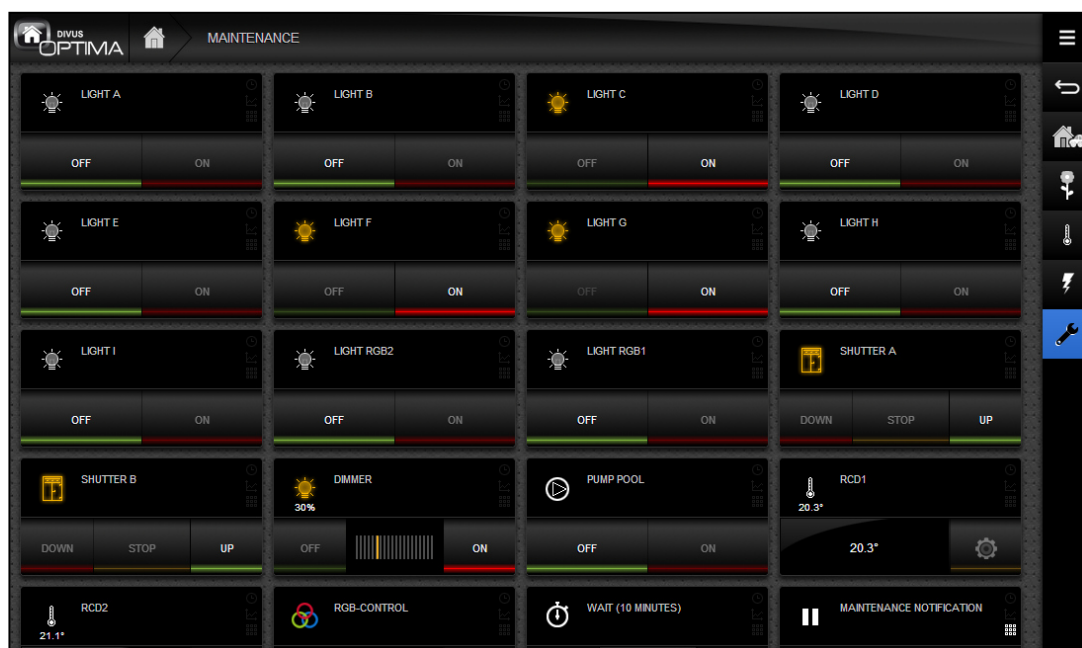 DIVUS
OPTIMA
MAINTENANCE
LIGHT A
LIGHT B
LIGHT C
LIGHT D
OFF ON
OFF ON
OFF ON
OFF ON
LIGHT E
LIGHT F
LIGHT G
LIGHT H
OFF ON
OFF ON
OFF ON
OFF ON
LIGHT I
LIGHT RGB2
LIGHT RGB1
SHUTTER A
OFF ON
OFF ON
OFF ON
DOWN STOP UP
SHUTTER B
DIMMER
30%
PUMP POOL
RCD1
20.3°
DOWN STOP UP
OFF ON
OFF ON
20.3°
RCD2
21.1°
RGB-CONTROL
WAIT (10 MINUTES)
MAINTENANCE NOTIFICATION